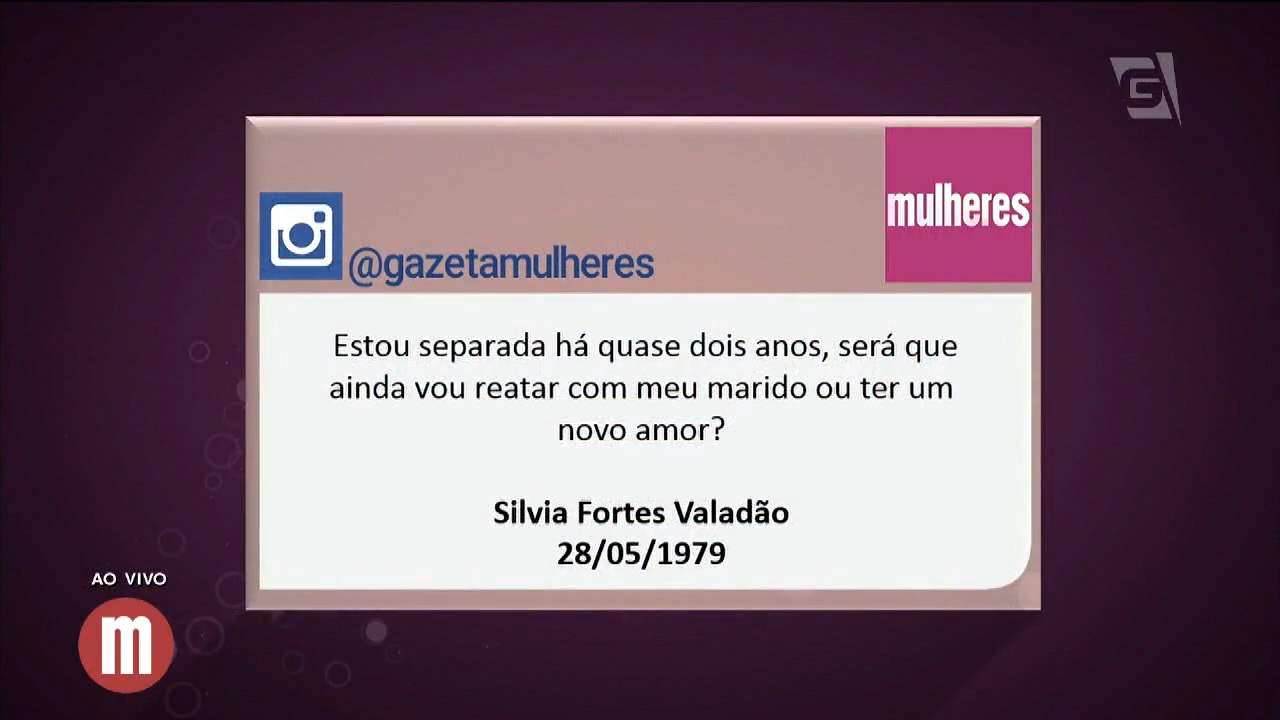 mulheres
@gazetamulheres
Estou separada há quase dois anos, será que
ainda vou reatar com meu marido ou ter um
novo amor?
Silvia Fortes Valadão
28/05/1979
AO VIVO
m
G